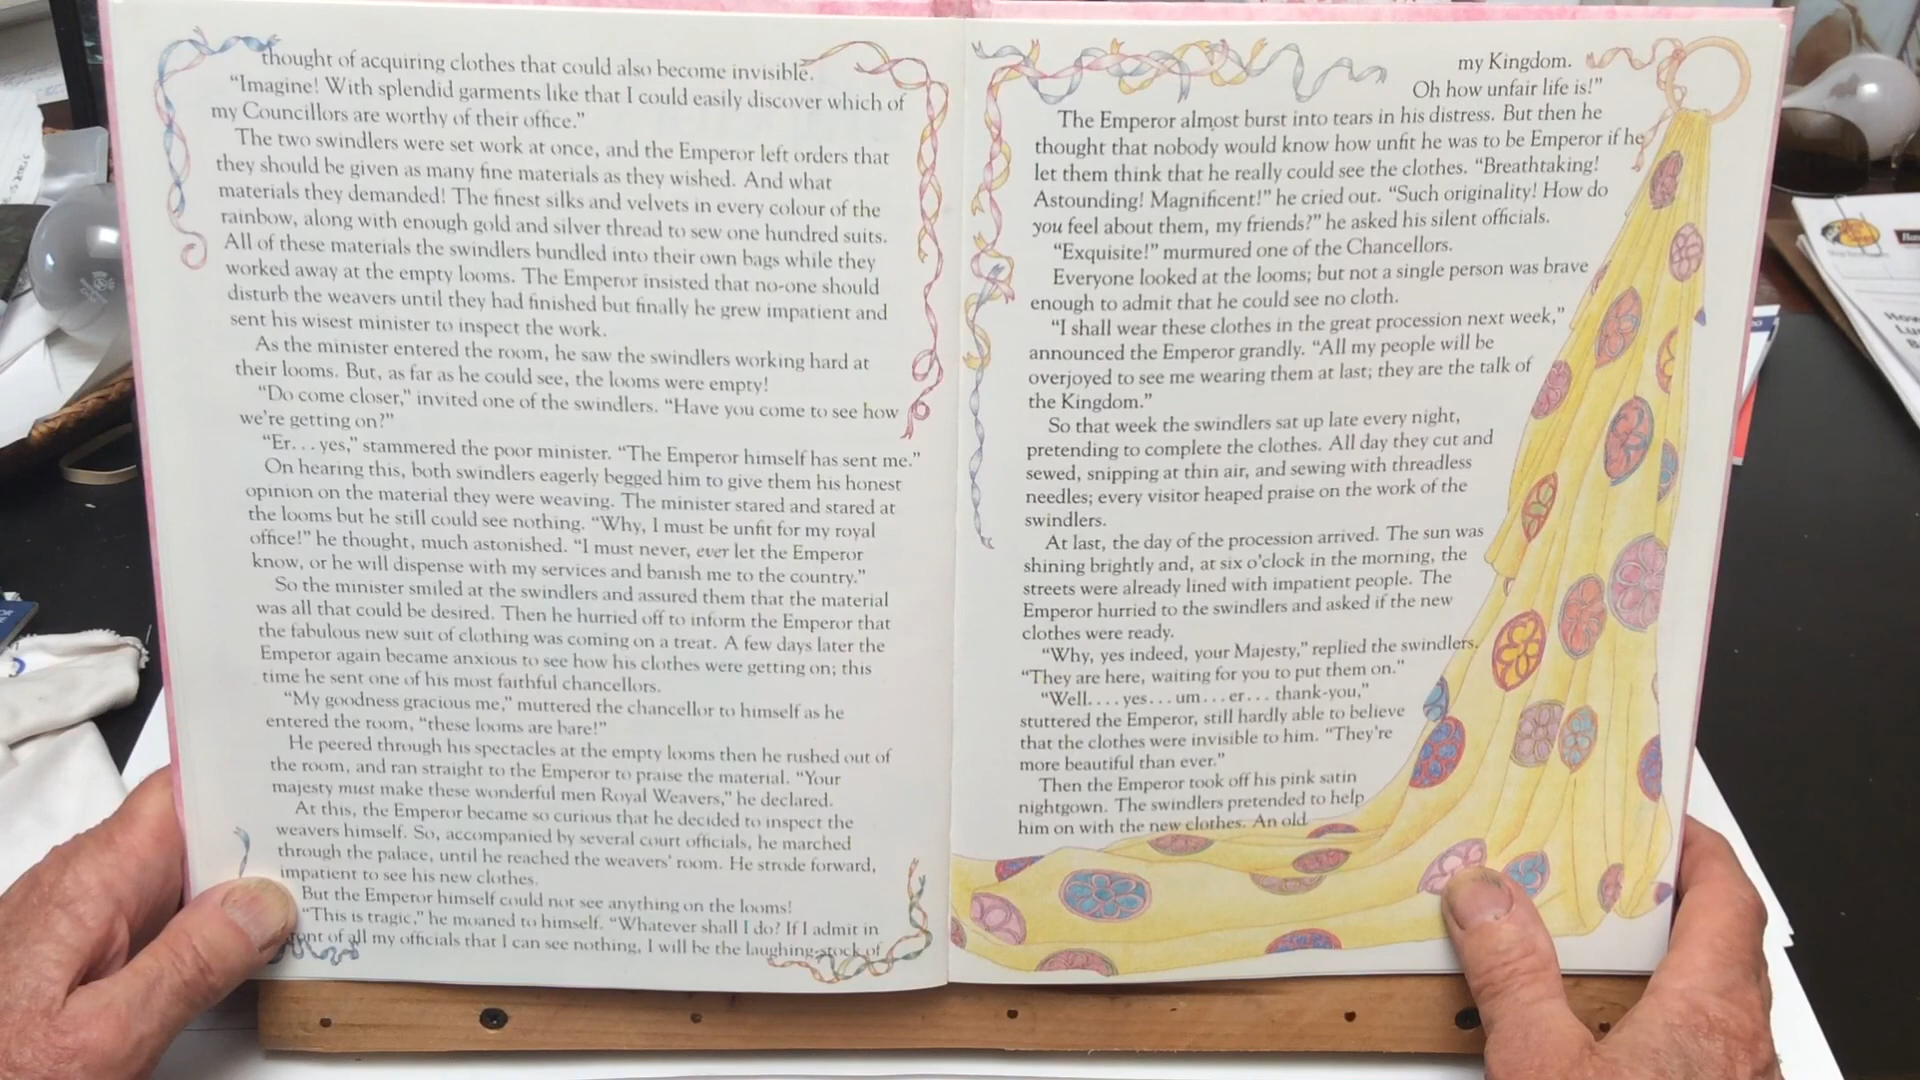 thought of acquiring clothes that could also become invisible.
“Imagine! With splendid garments like that I could easily discover which of
my Councillors are worthy of their office.”
The two swindlers were set work at once, and the Emperor left orders that
they should be given as many fine materials as they wished. And what
materials they demanded! The finest silks and velvets in every colour of the
rainbow, along with enough gold and silver thread to sew one hundred suits.
All of these materials the swindlers bundled into their own bags while they
worked away at the empty looms. The Emperor insisted that no-one should
disturb the weavers until they had finished but finally he grew impatient and
sent his wisest minister to inspect the work.
As the minister entered the room, he saw the swindlers working hard at
their looms. But, as far as he could see, the looms were empty!
“Do come closer,” invited one of the swindlers. “Have you come to see how
we’re getting on?”
“Er. . . yes,” stammered the poor minister. “The Emperor himself has sent me.”
On hearing this, both swindlers eagerly begged him to give them his honest
opinion on the material they were weaving. The minister stared and stared at
the looms but he still could see nothing. “Why, I must be unfit for my royal
office!” he thought, much astonished. “I must never, ever let the Emperor
know, or he will dispense with my services and banish me to the country.”
So the minister smiled at the swindlers and assured them that the material
was all that could be desired. Then he hurried off to inform the Emperor that
the fabulous new suit of clothing was coming on a treat. A few days later the
Emperor again became anxious to see how his clothes were getting on; this
time he sent one of his most faithful chancellors.
“My goodness gracious me,” muttered the chancellor to himself as he
entered the room, “these looms are bare!”
He peered through his spectacles at the empty looms then he rushed out of
the room, and ran straight to the Emperor to praise the material. “Your
majesty must make these wonderful men Royal Weavers,” he declared.
At this, the Emperor became so curious that he decided to inspect the
weavers himself. So, accompanied by several court officials, he marched
through the palace, until he reached the weavers’ room. He strode forward,
impatient to see his new clothes.
But the Emperor himself could not see anything on the looms!
“This is tragic,” he moaned to himself. “Whatever shall I do? If I admit in
front of all my officials that I can see nothing, I will be the laughing-stock of
my Kingdom.
Oh how unfair life is!”
The Emperor almost burst into tears in his distress. But then he
thought that nobody would know how unfit he was to be Emperor if he
let them think that he really could see the clothes. “Breathtaking!
Astounding! Magnificent!” he cried out. “Such originality! How do
you feel about them, my friends?” he asked his silent officials.
“Exquisite!” murmured one of the Chancellors.
Everyone looked at the looms; but not a single person was brave
enough to admit that he could see no cloth.
“I shall wear these clothes in the great procession next week,”
announced the Emperor grandly. “All my people will be
overjoyed to see me wearing them at last; they are the talk of
the Kingdom.”
So that week the swindlers sat up late every night,
pretending to complete the clothes. All day they cut and
sewed, snipping at thin air, and sewing with threadless
needles; every visitor heaped praise on the work of the
swindlers.
At last, the day of the procession arrived. The sun was
shining brightly and, at six o’clock in the morning, the
streets were already lined with impatient people. The
Emperor hurried to the swindlers and asked if the new
clothes were ready.
“Why, yes indeed, your Majesty,” replied the swindlers.
“They are here, waiting for you to put them on.”
“Well. . . . yes. . . um. . . er. . . thank-you,”
stuttered the Emperor, still hardly able to believe
that the clothes were invisible to him. “They’re
more beautiful than ever.”
Then the Emperor took off his pink satin
nightgown. The swindlers pretended to help
him on with the new clothes. An old